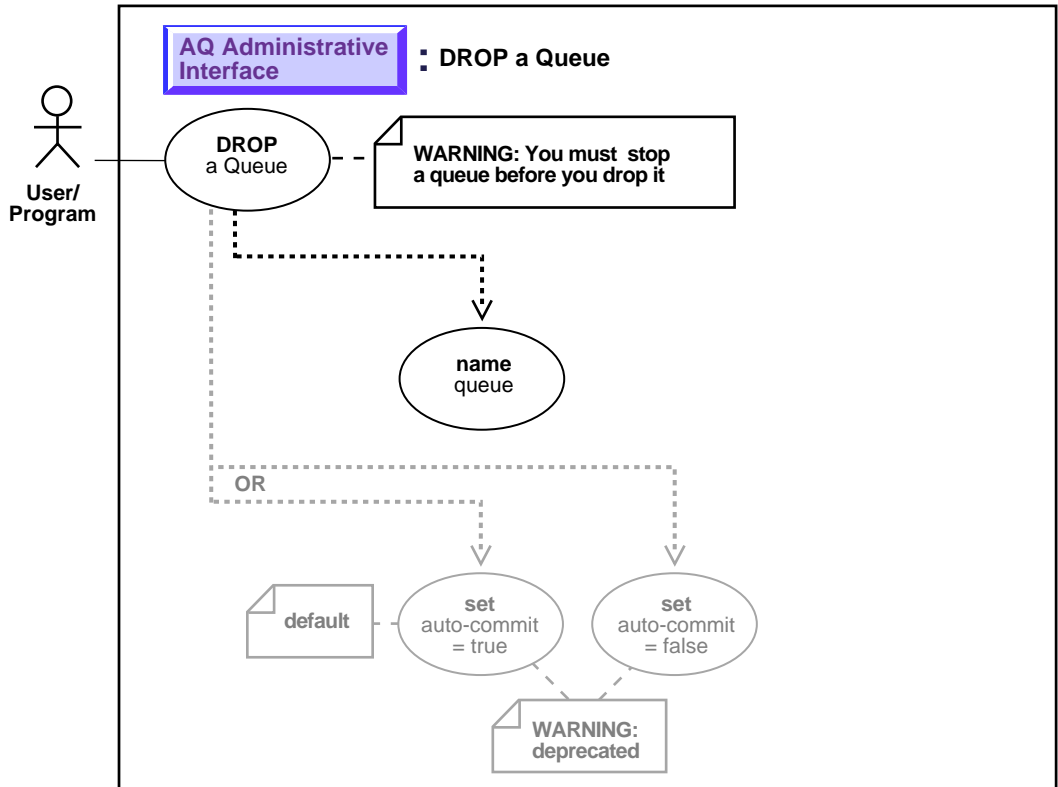 AQ Administrative
Interface
: DROP a Queue
User/
Program
DROP
a Queue
WARNING: You must stop
a queue before you drop it
name
queue
OR
default
set
auto-commit
= true
set
auto-commit
= false
WARNING:
deprecated